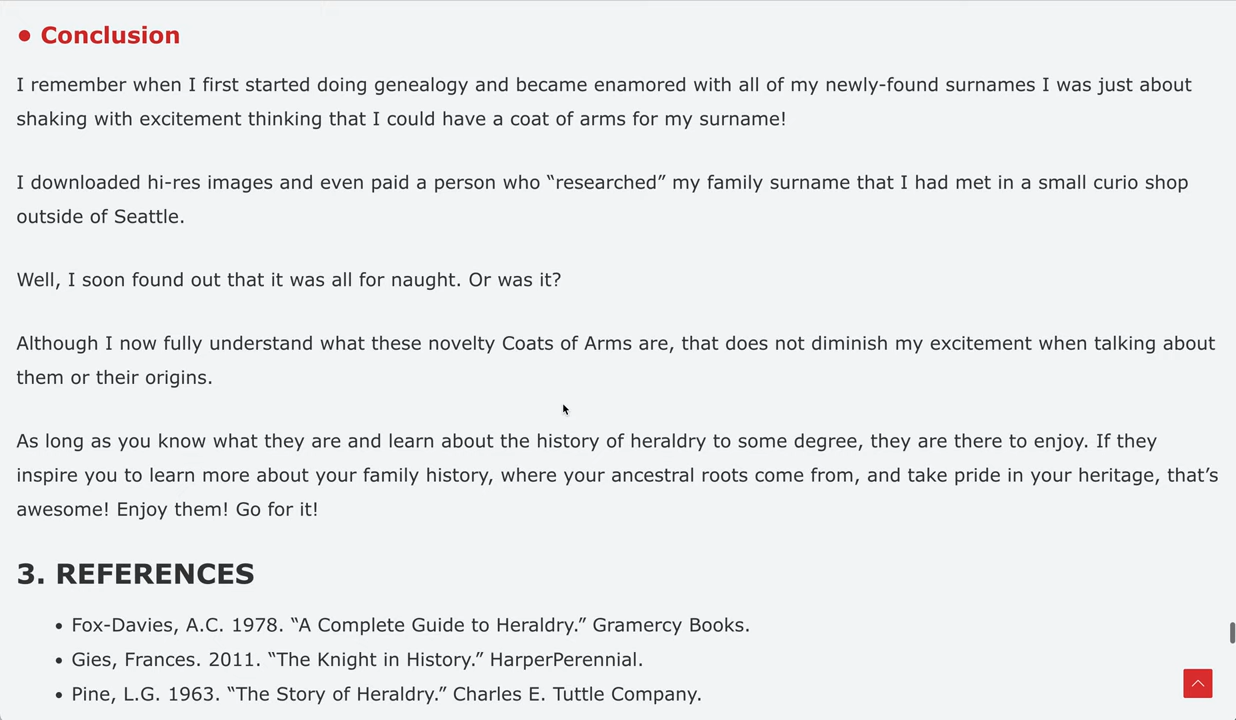 • Conclusion
I remember when I first started doing genealogy and became enamored with all of my newly-found surnames I was just about
shaking with excitement thinking that I could have a coat of arms for my surname!
I downloaded hi-res images and even paid a person who “researched” my family surname that I had met in a small curio shop
outside of Seattle.
Well, I soon found out that it was all for naught. Or was it?
Although I now fully understand what these novelty Coats of Arms are, that does not diminish my excitement when talking about
them or their origins.
As long as you know what they are and learn about the history of heraldry to some degree, they are there to enjoy. If they
inspire you to learn more about your family history, where your ancestral roots come from, and take pride in your heritage, that’s
awesome! Enjoy them! Go for it!
3. REFERENCES
• Fox-Davies, A.C. 1978. “A Complete Guide to Heraldry.” Gramercy Books.
• Gies, Frances. 2011. “The Knight in History.” HarperPerennial.
• Pine, L.G. 1963. “The Story of Heraldry.” Charles E. Tuttle Company.